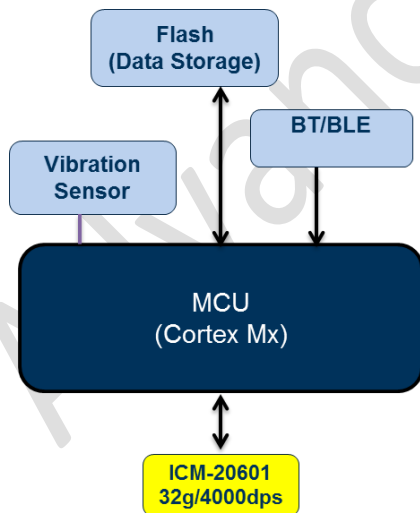 Flash
(Data Storage)
BT/BLE
Vibration
Sensor
MCU
(Cortex Mx)
ICM-20601
32g/4000dps